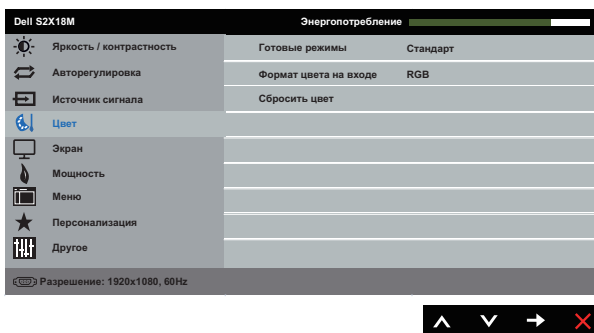 Dell S2X18M Энергопотребление
Яркость / контрастность Готовые режимы Стандарт
Авторегулировка Формат цвета на входе RGB
Источник сигнала Сбросить цвет
Цвет
Экран
Мощность
Меню
Персонализация
Другое
Разрешение: 1920x1080, 60Hz